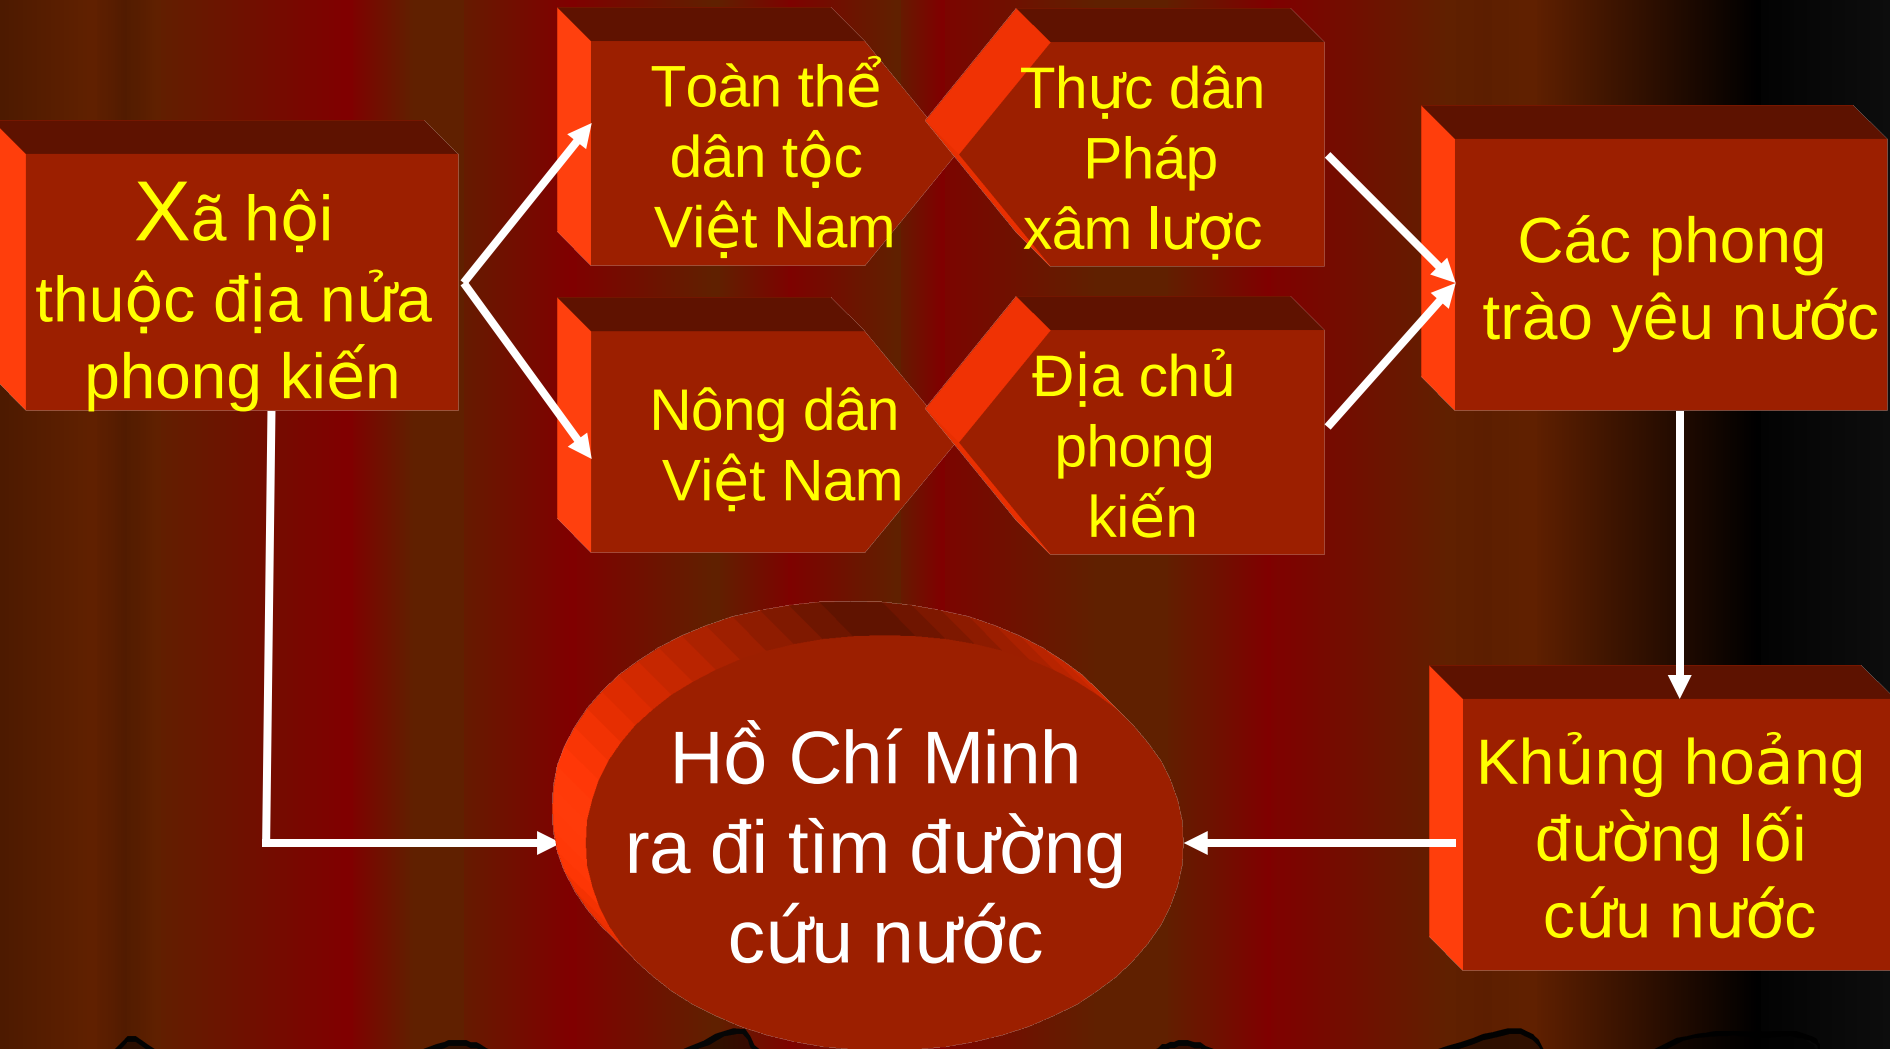 Xã hội
thuộc địa nửa
phong kiến
Toàn thể
dân tộc
Việt Nam
Thực dân
Pháp
xâm lược
Nông dân
Việt Nam
Địa chủ
phong
kiến
Các phong
trào yêu nước
Hồ Chí Minh
ra đi tìm đường
cứu nước
Khủng hoảng
đường lối
cứu nước